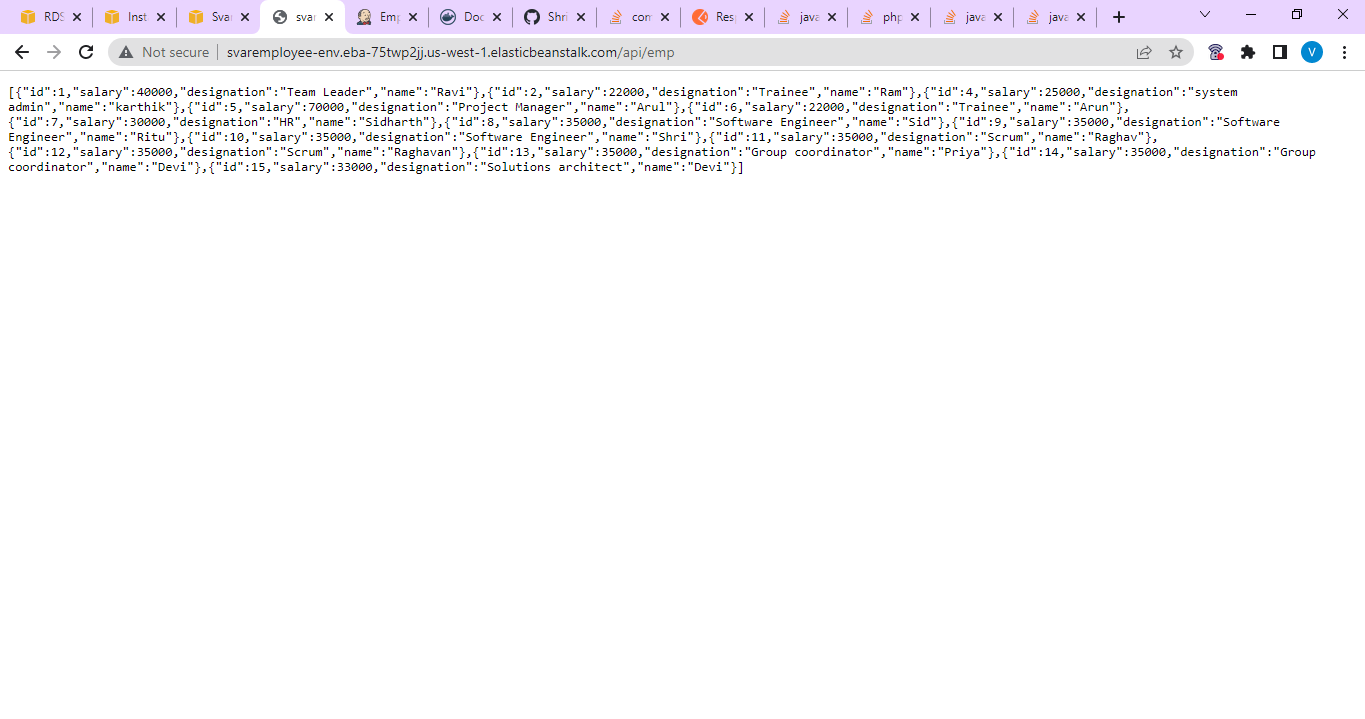 RDS
Inst
Sva
svar
Emp
Doc
Shri
com
Res
java
php
java
java
Not secure
svaremployee-env.eba-75twp2jj.us-west-1.elasticbeanstalk.com/api/emp
V
[{"id":1,"salary":40000,"designation":"Team Leader","name":"Ravi"},{"id":2,"salary":22000,"designation":"Trainee","name":"Ram"},{"id":4,"salary":25000,"designation":"system
admin","name":"karthik"},{"id":5,"salary":70000,"designation":"Project Manager","name":"Arul"},{"id":6,"salary":22000,"designation":"Trainee","name":"Arun"},
{"id":7,"salary":30000,"designation":"HR","name":"Sidharth"},{"id":8,"salary":35000,"designation":"Software Engineer","name":"Sid"},{"id":9,"salary":35000,"designation":"Software
Engineer","name":"Ritu"},{"id":10,"salary":35000,"designation":"Software Engineer","name":"Shri"},{"id":11,"salary":35000,"designation":"Scrum","name":"Raghav"},
{"id":12,"salary":35000,"designation":"Scrum","name":"Raghavan"},{"id":13,"salary":35000,"designation":"Group coordinator","name":"Priya"},{"id":14,"salary":35000,"designation":"Group
coordinator","name":"Devi"},{"id":15,"salary":33000,"designation":"Solutions architect","name":"Devi"}]